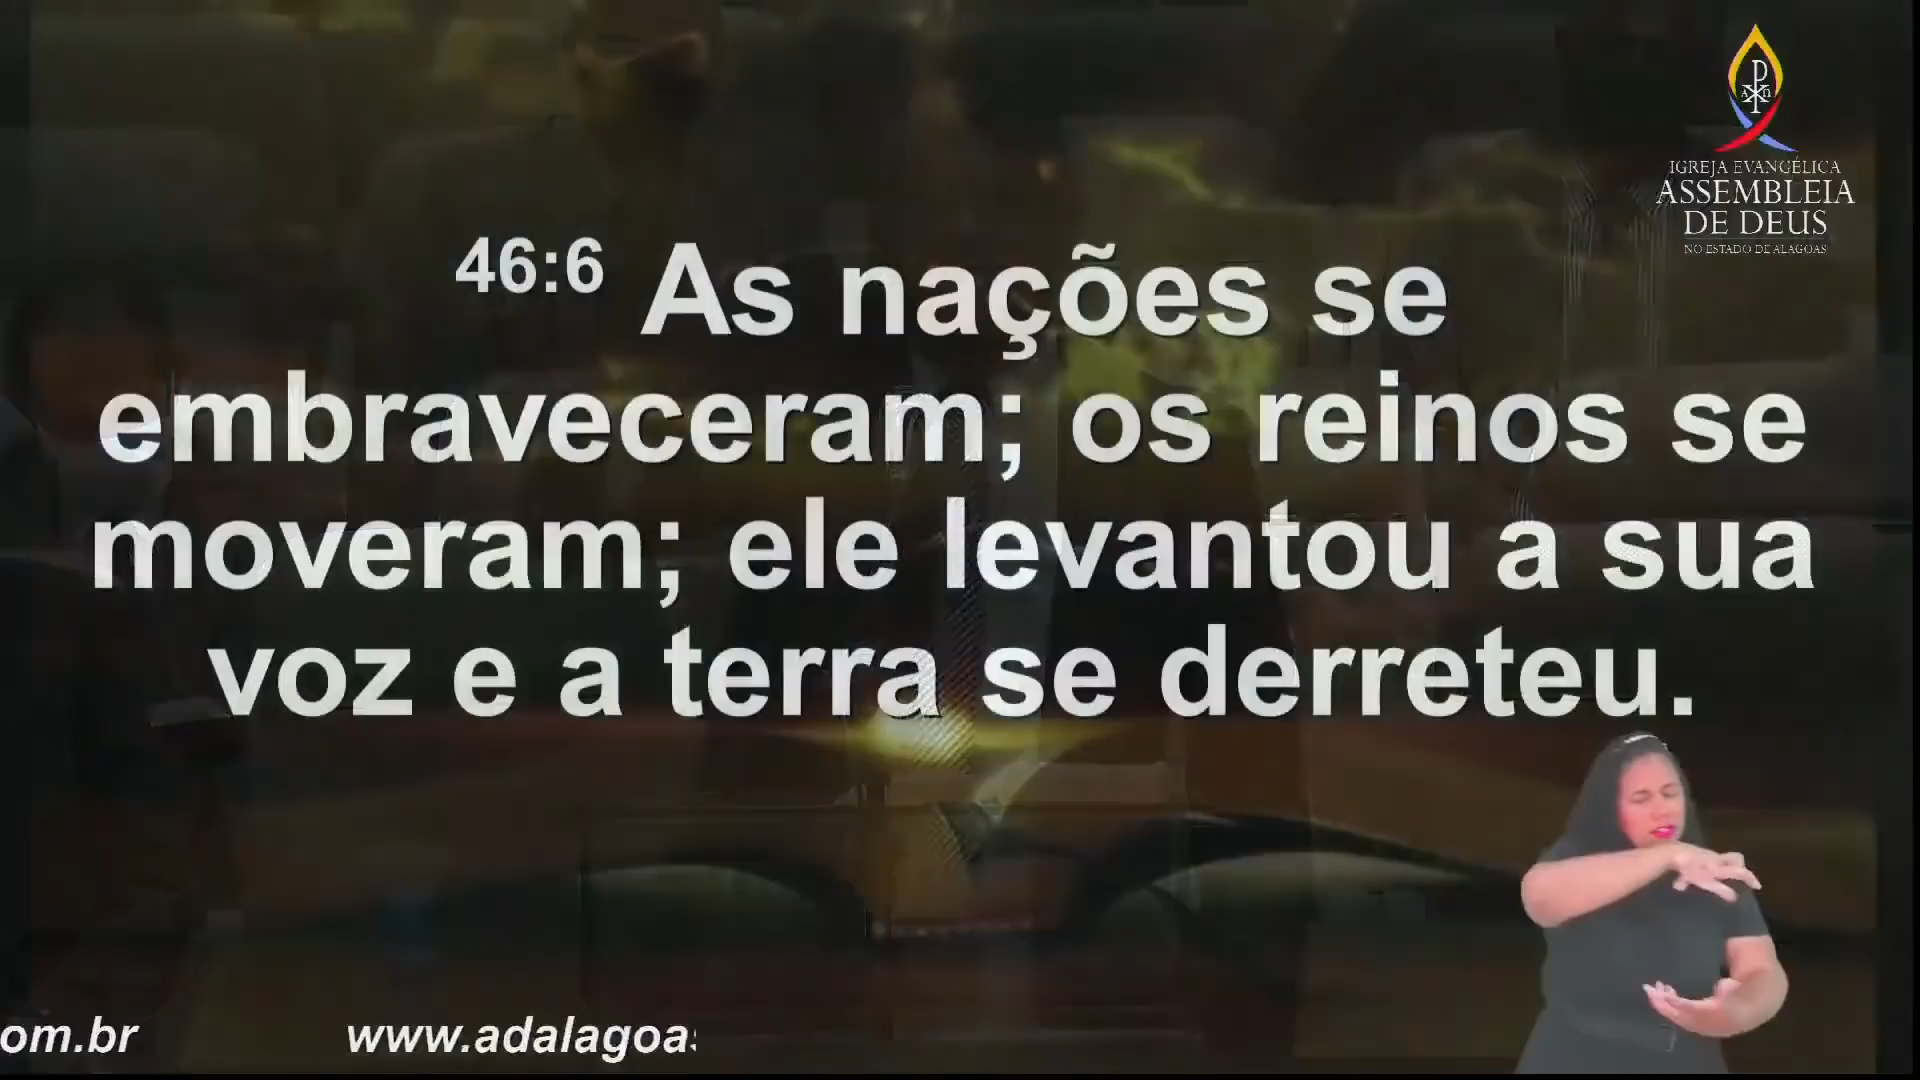 IGREJA EVANGÉLICA
ASSEMBLEIA
DE DEUS
NO ESTADO DE ALAGOAS
46:6 As nações se
embraveceram; os reinos se
moveram; ele levantou a sua
voz e a terra se derreteu.
om.br www.adalagoas